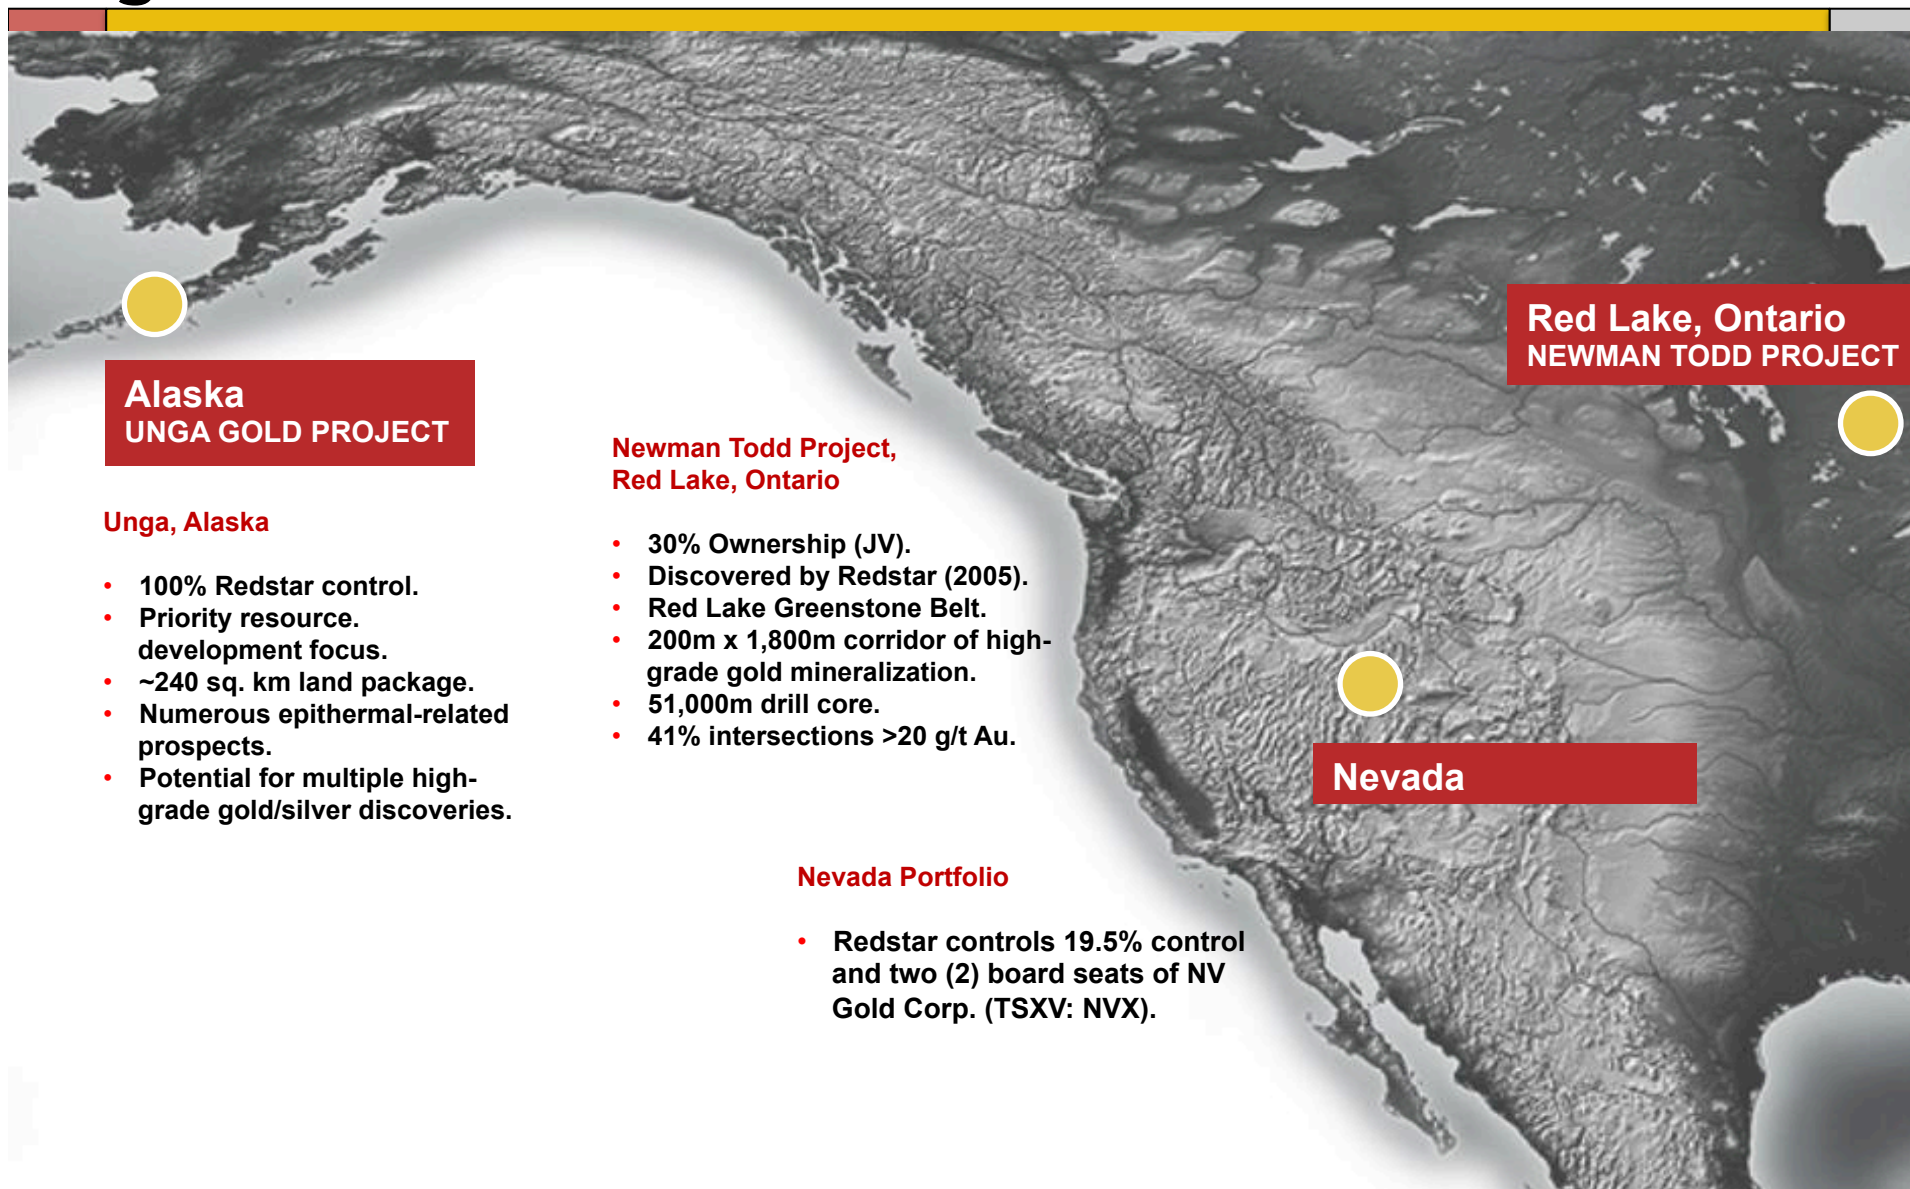 Red Lake, Ontario
NEWMAN TODD PROJECT
Alaska
UNGA GOLD PROJECT
Unga, Alaska
• 100% Redstar control.
• Priority resource.
development focus.
• ~240 sq. km land package.
• Numerous epithermal-related
prospects.
• Potential for multiple high-
grade gold/silver discoveries.
Newman Todd Project,
Red Lake, Ontario
• 30% Ownership (JV).
• Discovered by Redstar (2005).
• Red Lake Greenstone Belt.
• 200m x 1,800m corridor of high-
grade gold mineralization.
• 51,000m drill core.
• 41% intersections >20 g/t Au.
Nevada
Nevada Portfolio
• Redstar controls 19.5% control
and two (2) board seats of NV
Gold Corp. (TSXV: NVX).